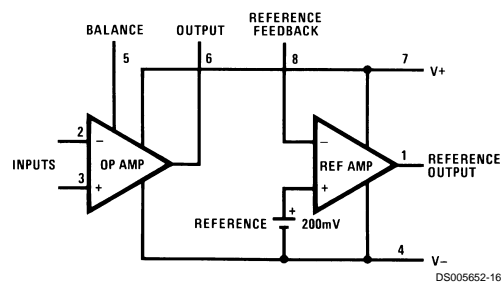 REFERENCE
BALANCE OUTPUT FEEDBACK
5 6 8 7
V+
2
− −
INPUTS OP AMP REF AMP 1 REFERENCE
OUTPUT
3
+ +
+
REFERENCE 200mV
4
V−
DS005652-16